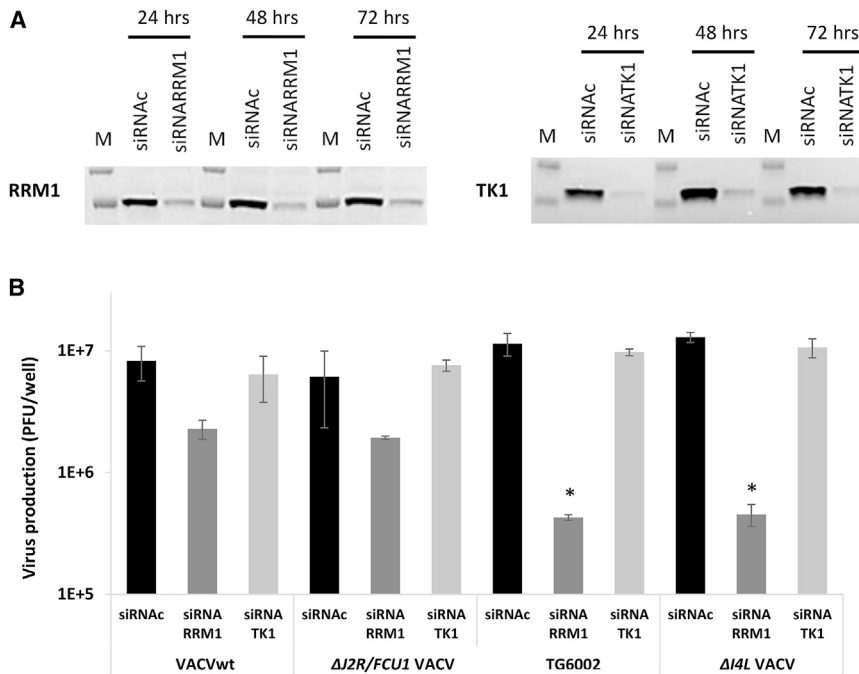 A
24 hrs
48 hrs
72 hrs
M
siRNAc
siRNARRM1
M
siRNAc
siRNARRM1
M
siRNAc
siRNARRM1
RRM1
24 hrs
48 hrs
72 hrs
M
siRNAc
siRNATK1
M
siRNAc
siRNATK1
M
siRNAc
siRNATK1
TK1
B
Virus production (PFU/well)
1E+7
1E+6
1E+5
*
*
siRNAc
siRNA
RRM1
siRNA
TK1
siRNAc
siRNA
RRM1
siRNA
TK1
siRNAc
siRNA
RRM1
siRNA
TK1
siRNAc
siRNA
RRM1
siRNA
TK1
VACVwt
ΔJ2R/FCU1 VACV
TG6002
ΔI4L VACV